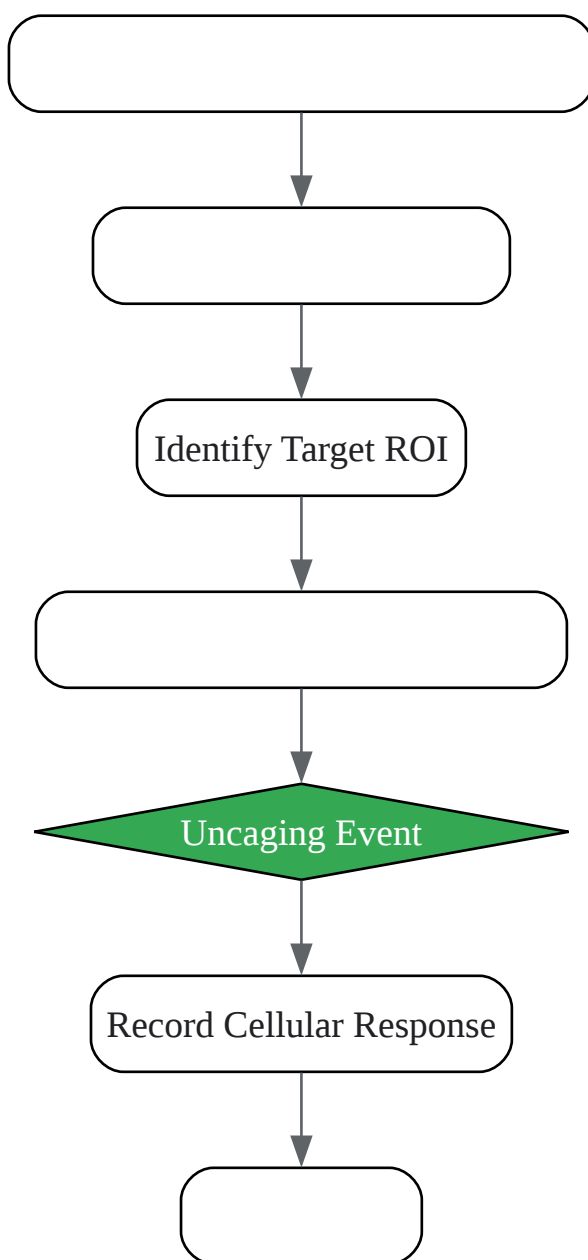 Identify Target ROI
Uncaging Event
Record Cellular Response